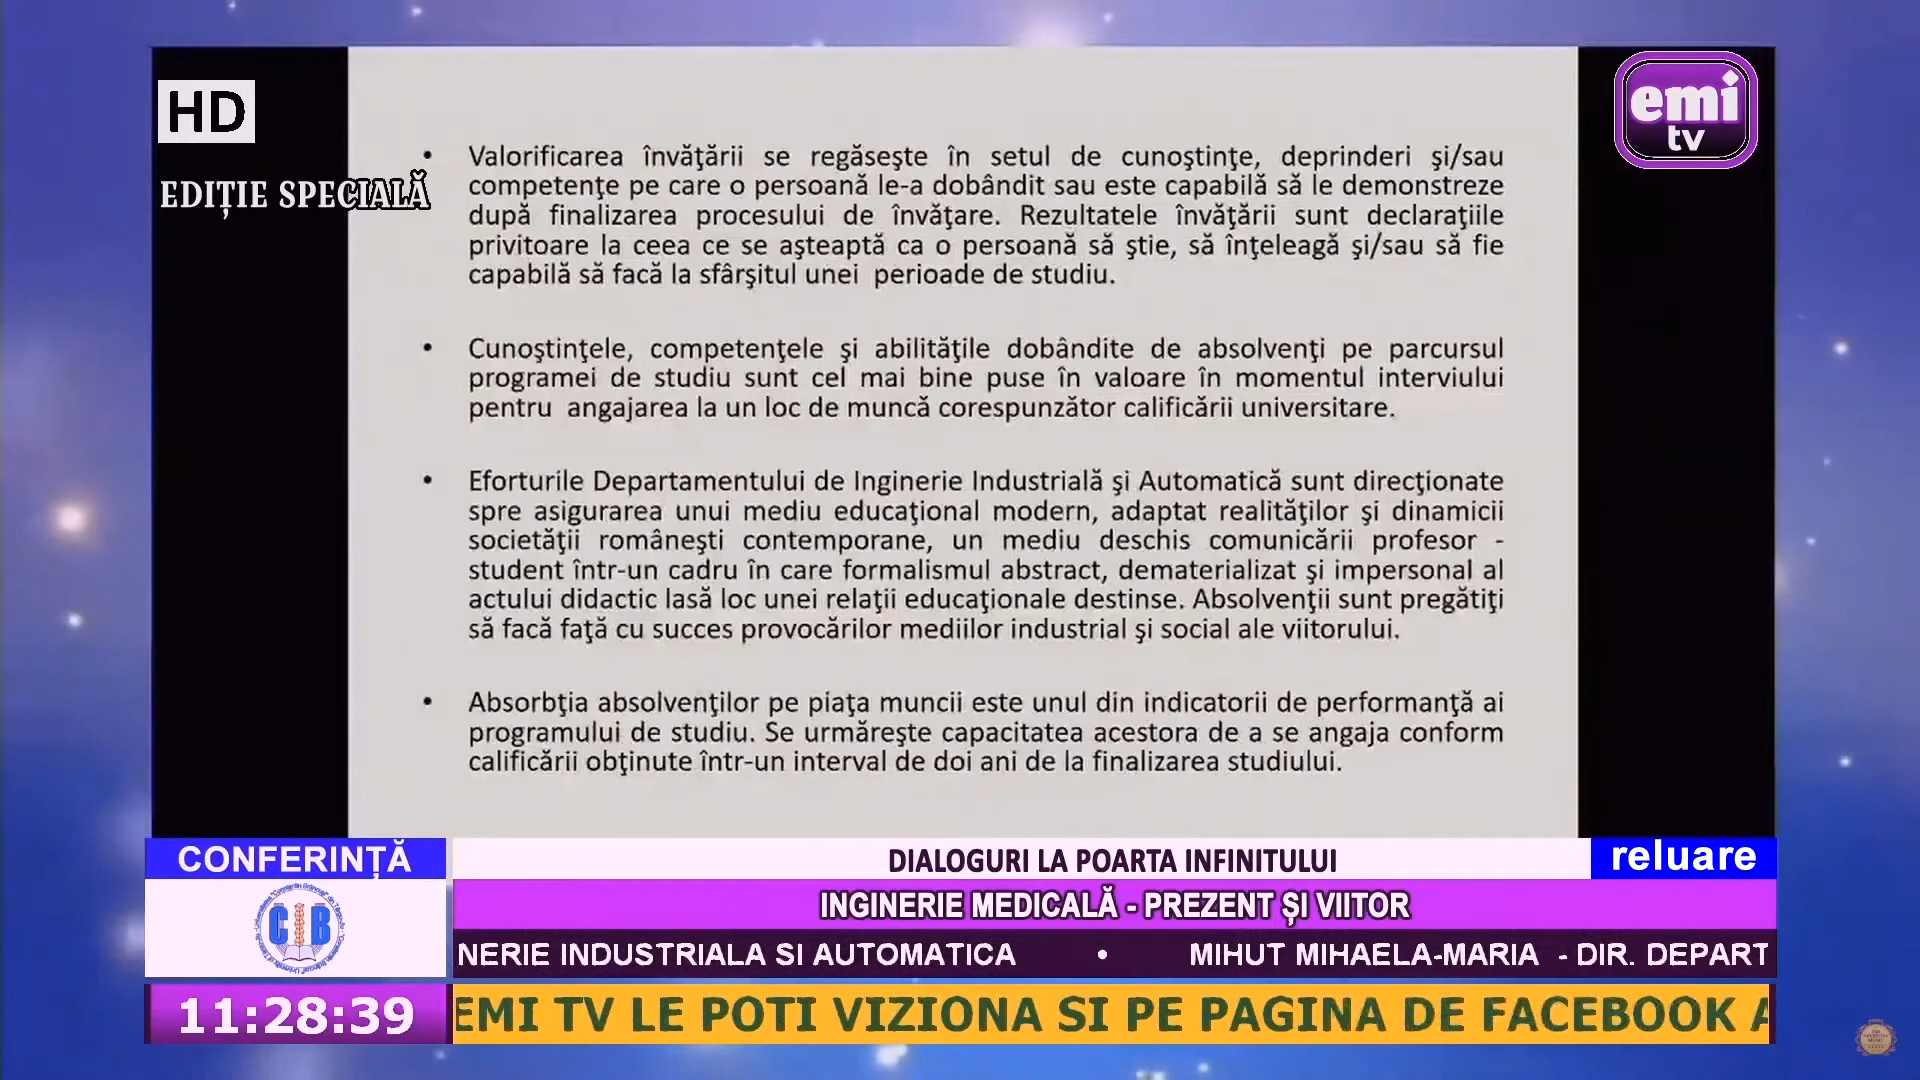 HD
EDIȚIE SPECIALĂ
emi
tv
• Valorificarea învăţării se regăseşte în setul de cunoştinţe, deprinderi şi/sau
competenţe pe care o persoană le-a dobândit sau este capabilă să le demonstreze
după finalizarea procesului de învăţare. Rezultatele învăţării sunt declaraţiile
privitoare la ceea ce se aşteaptă ca o persoană să ştie, să înţeleagă şi/sau să fie
capabilă să facă la sfârşitul unei perioade de studiu.
• Cunoştinţele, competenţele şi abilităţile dobândite de absolvenţi pe parcursul
programei de studiu sunt cel mai bine puse în valoare în momentul interviului
pentru angajarea la un loc de muncă corespunzător calificării universitare.
• Eforturile Departamentului de Inginerie Industrială şi Automatică sunt direcţionate
spre asigurarea unui mediu educaţional modern, adaptat realităţilor şi dinamicii
societăţii româneşti contemporane, un mediu deschis comunicării profesor -
student într-un cadru în care formalismul abstract, dematerializat şi impersonal al
actului didactic lasă loc unei relaţii educaţionale destinse. Absolvenţii sunt pregătiţi
să facă faţă cu succes provocărilor mediilor industrial şi social ale viitorului.
• Absorbţia absolvenţilor pe piaţa muncii este unul din indicatorii de performanţă ai
programului de studiu. Se urmăreşte capacitatea acestora de a se angaja conform
calificării obţinute într-un interval de doi ani de la finalizarea studiului.
CONFERINȚĂ
DIALOGURI LA POARTA INFINITULUI
reluare
INGINERIE MEDICALĂ - PREZENT ȘI VIITOR
CB
NERIE INDUSTRIALA SI AUTOMATICA • MIHUT MIHAELA-MARIA - DIR. DEPART
11:28:39
EMI TV LE POTI VIZIONA SI PE PAGINA DE FACEBOOK A